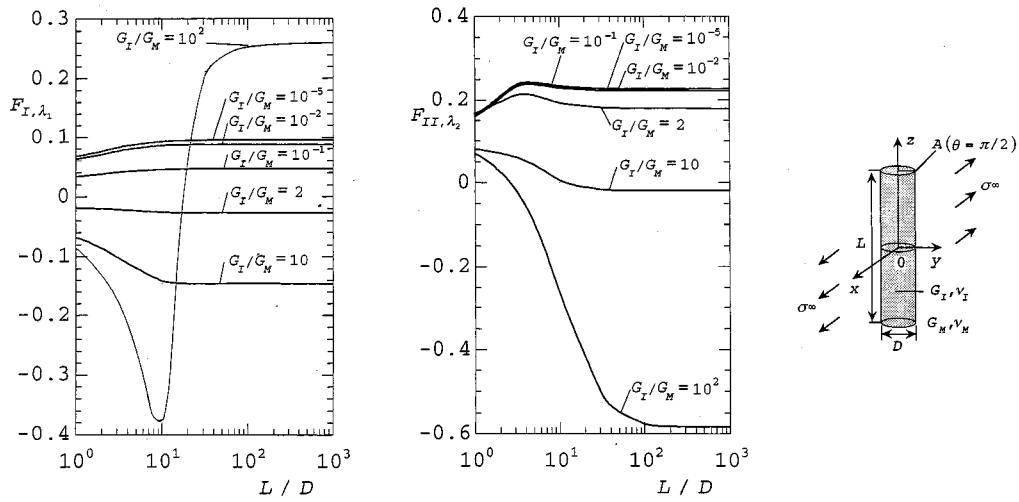 0.3
0.2
0.1
0
-0.1
-0.2
-0.3
-0.4
F_{I,λ_1}
G_I/G_M = 10^2
G_I/G_M = 10^{-5}
G_I/G_M = 10^{-2}
G_I/G_M = 10^{-1}
G_I/G_M = 2
G_I/G_M = 10
10^0
10^1
10^2
10^3
L / D
0.4
0.2
0
-0.2
-0.4
-0.6
F_{II,λ_2}
G_I/G_M = 10^{-1}
G_I/G_M = 10^{-5}
G_I/G_M = 10^{-2}
G_I/G_M = 2
G_I/G_M = 10
G_I/G_M = 10^2
10^0
10^1
10^2
10^3
L / D
z
A(θ = π/2)
σ^∞
L
0
y
x
σ^∞
G_I, ν_I
G_M, ν_M
D